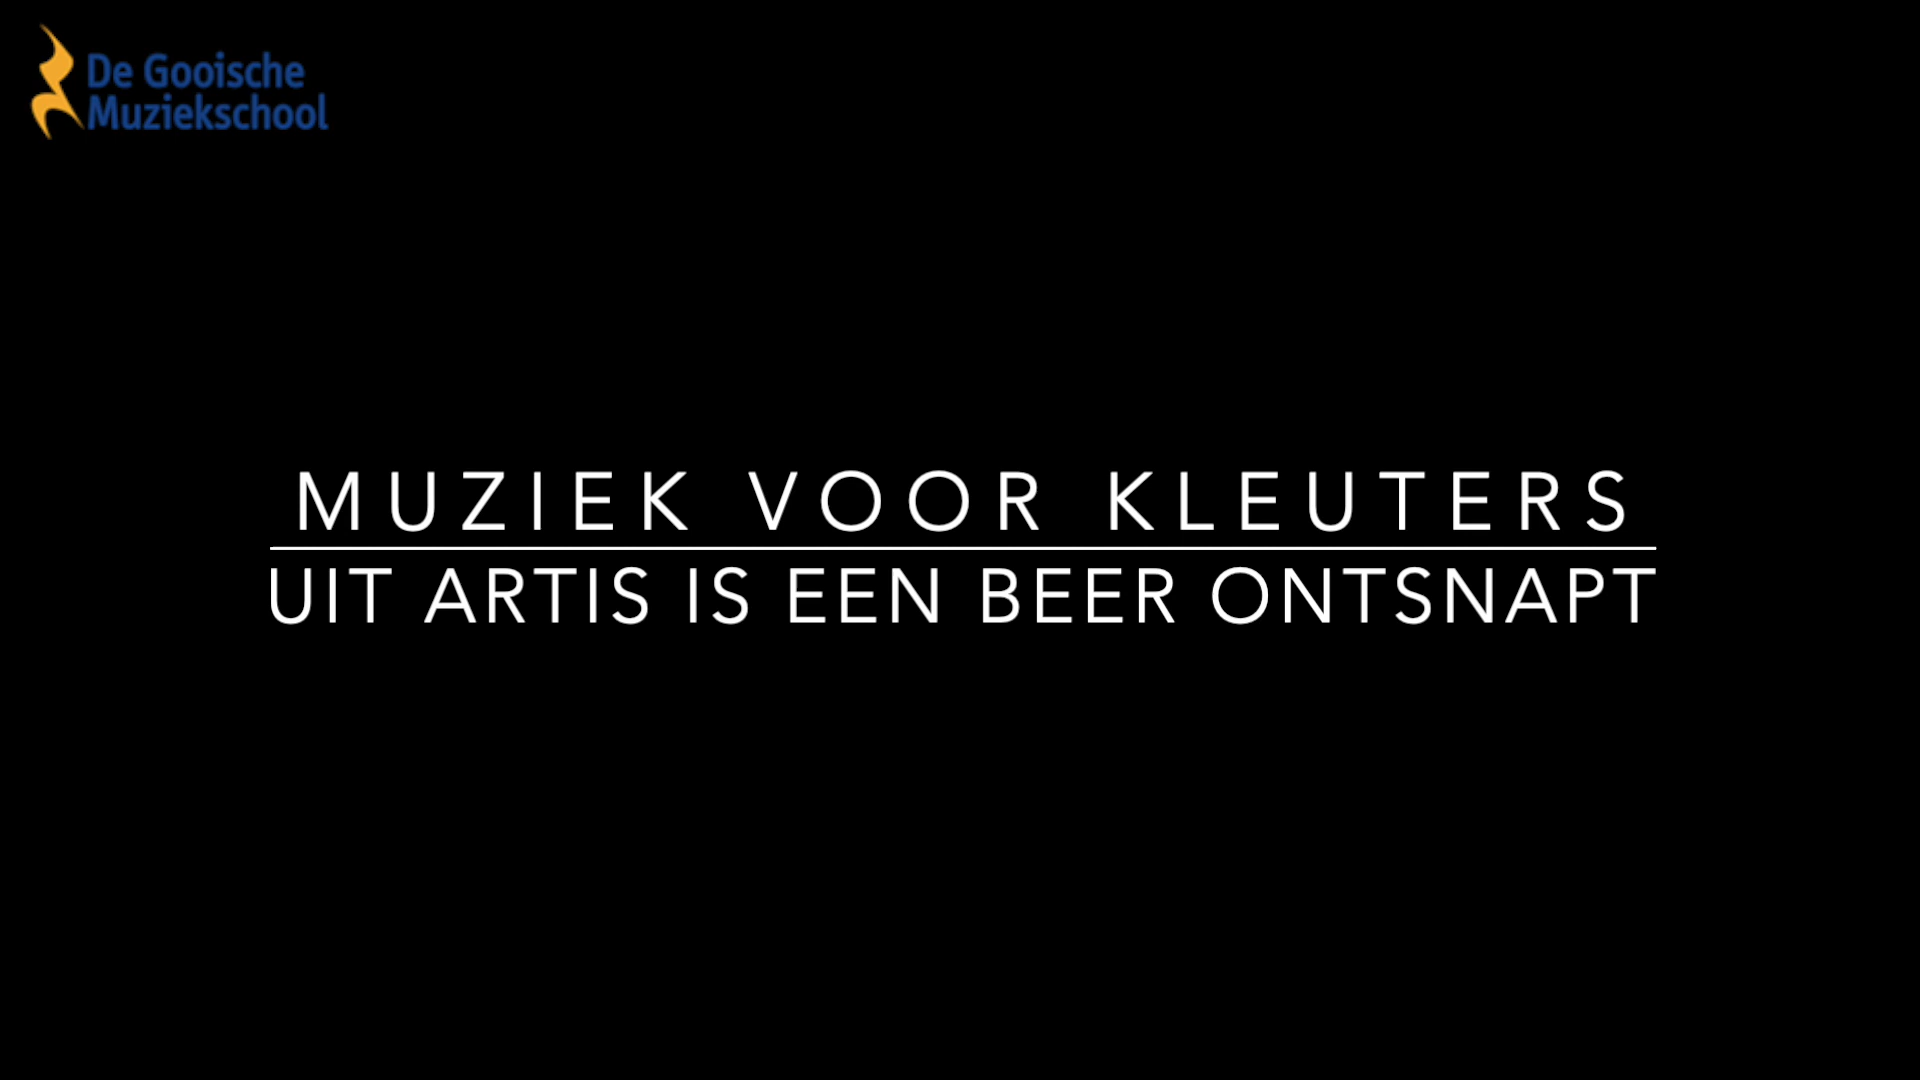 De Gooische
Muziekschool
MUZIEK VOOR KLEUTERS
UIT ARTIS IS EEN BEER ONTSNAPT